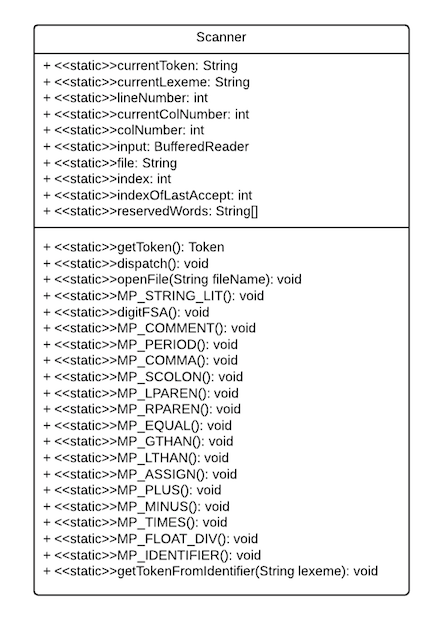 Scanner
+ <<static>>currentToken: String
+ <<static>>currentLexeme: String
+ <<static>>lineNumber: int
+ <<static>>currentColNumber: int
+ <<static>>colNumber: int
+ <<static>>input: BufferedReader
+ <<static>>file: String
+ <<static>>index: int
+ <<static>>indexOfLastAccept: int
+ <<static>>reservedWords: String[]
+ <<static>>getToken(): Token
+ <<static>>dispatch(): void
+ <<static>>openFile(String fileName): void
+ <<static>>MP_STRING_LIT(): void
+ <<static>>digitFSA(): void
+ <<static>>MP_COMMENT(): void
+ <<static>>MP_PERIOD(): void
+ <<static>>MP_COMMA(): void
+ <<static>>MP_SCOLON(): void
+ <<static>>MP_LPAREN(): void
+ <<static>>MP_RPAREN(): void
+ <<static>>MP_EQUAL(): void
+ <<static>>MP_GTHAN(): void
+ <<static>>MP_LTHAN(): void
+ <<static>>MP_ASSIGN(): void
+ <<static>>MP_PLUS(): void
+ <<static>>MP_MINUS(): void
+ <<static>>MP_TIMES(): void
+ <<static>>MP_FLOAT_DIV(): void
+ <<static>>MP_IDENTIFIER(): void
+ <<static>>getTokenFromIdentifier(String lexeme): void